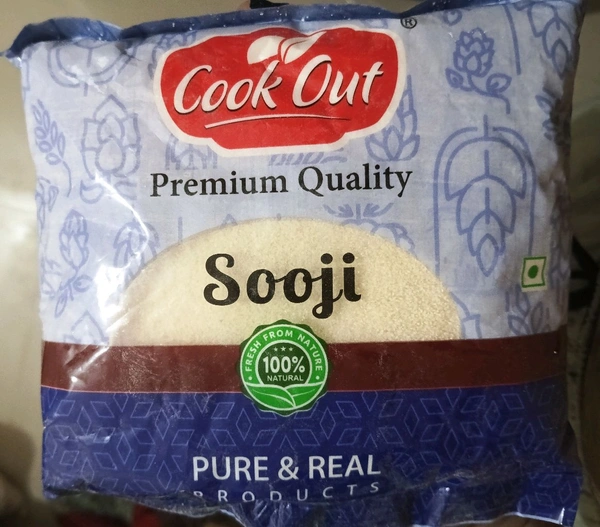 ®
Cook Out
Premium Quality
Sooji
FRESH FROM NATURE
100%
NATURAL
PURE & REAL
PRODUCTS